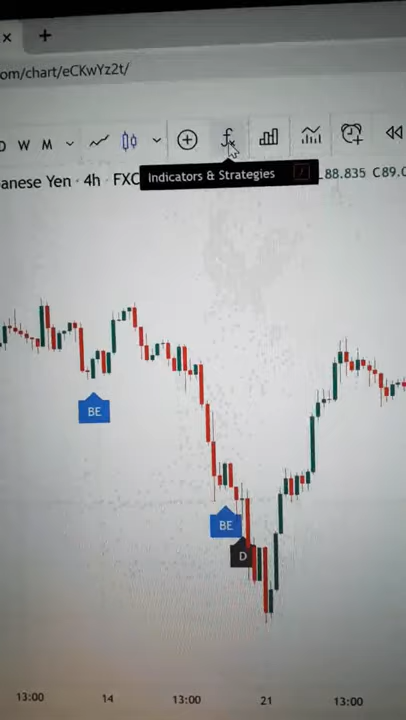 om/chart/eCKwYz2t/
D W M
anese Yen · 4h · FXC
Indicators & Strategies /
L88.835 C89.0
BE
BE
D
13:00 14 13:00 21 13:00